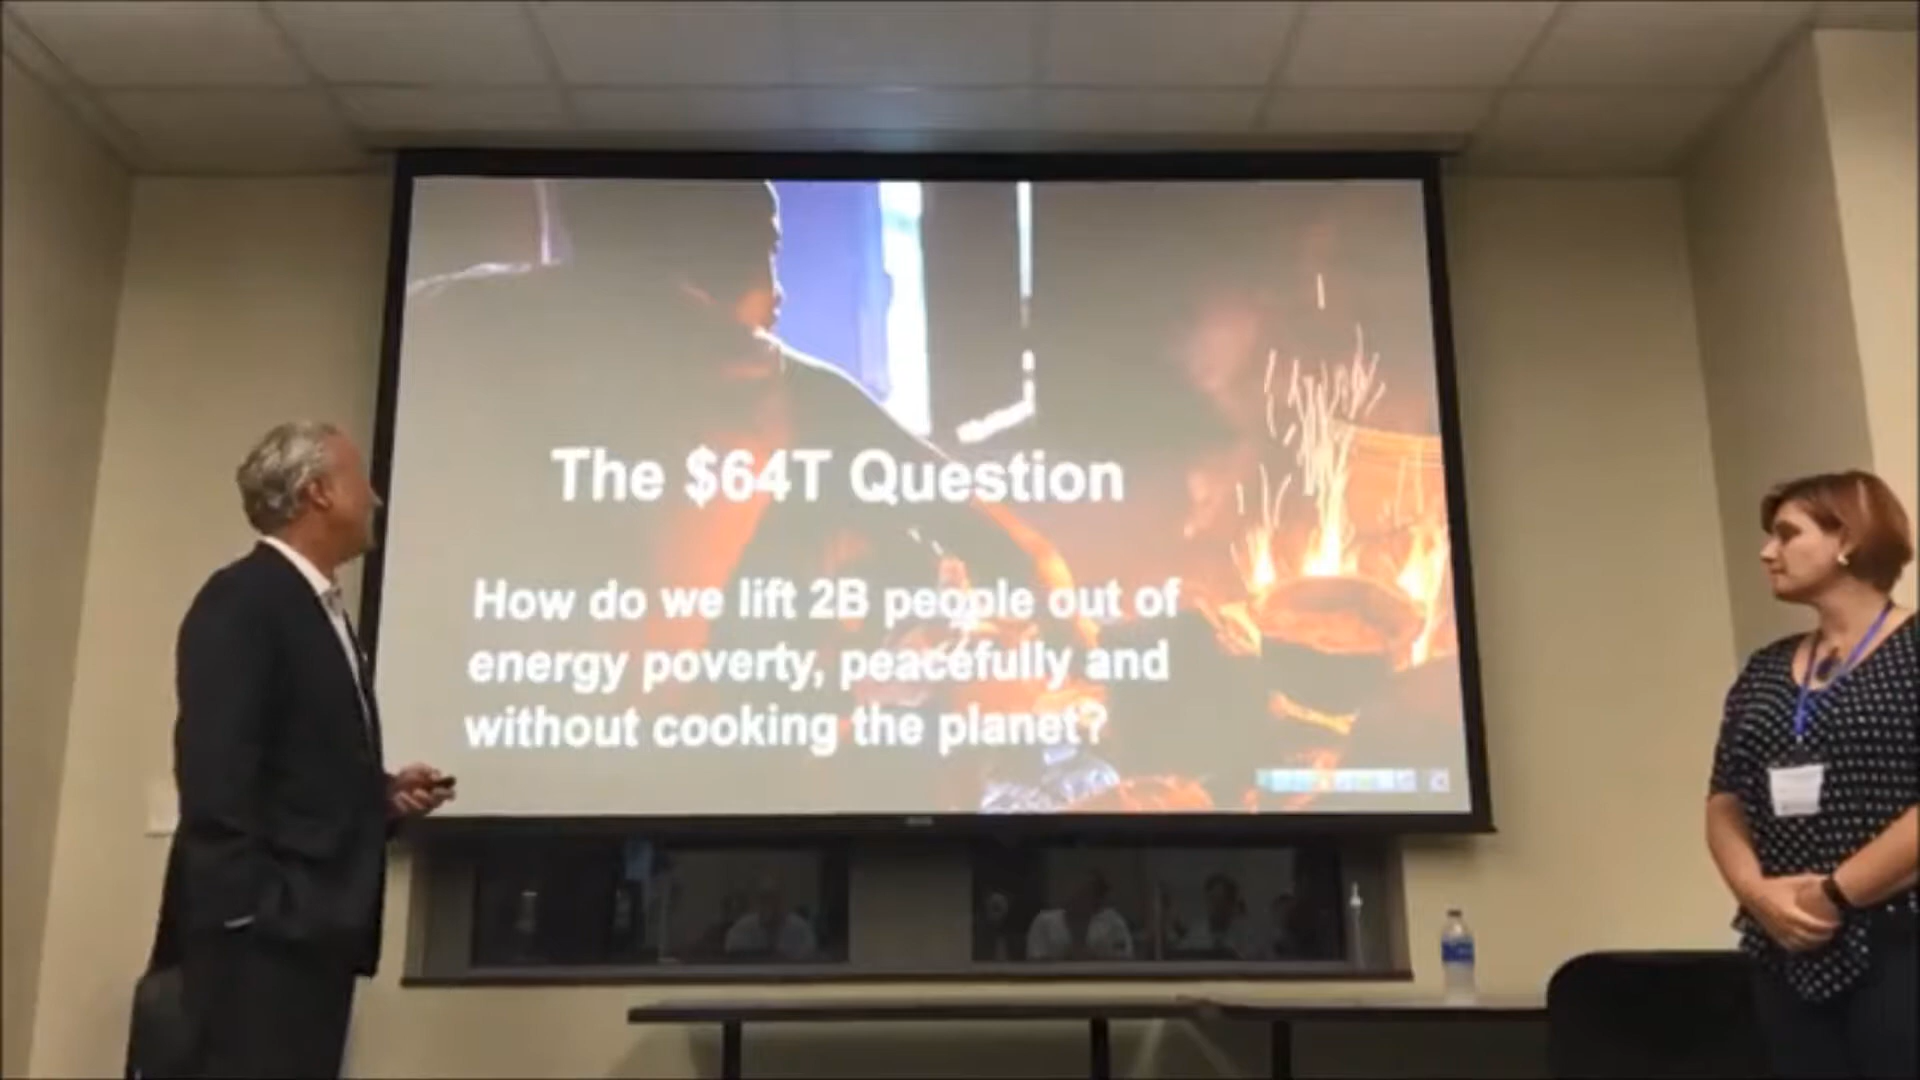 The $64T Question
How do we lift 2B people out of
energy poverty, peacefully and
without cooking the planet?